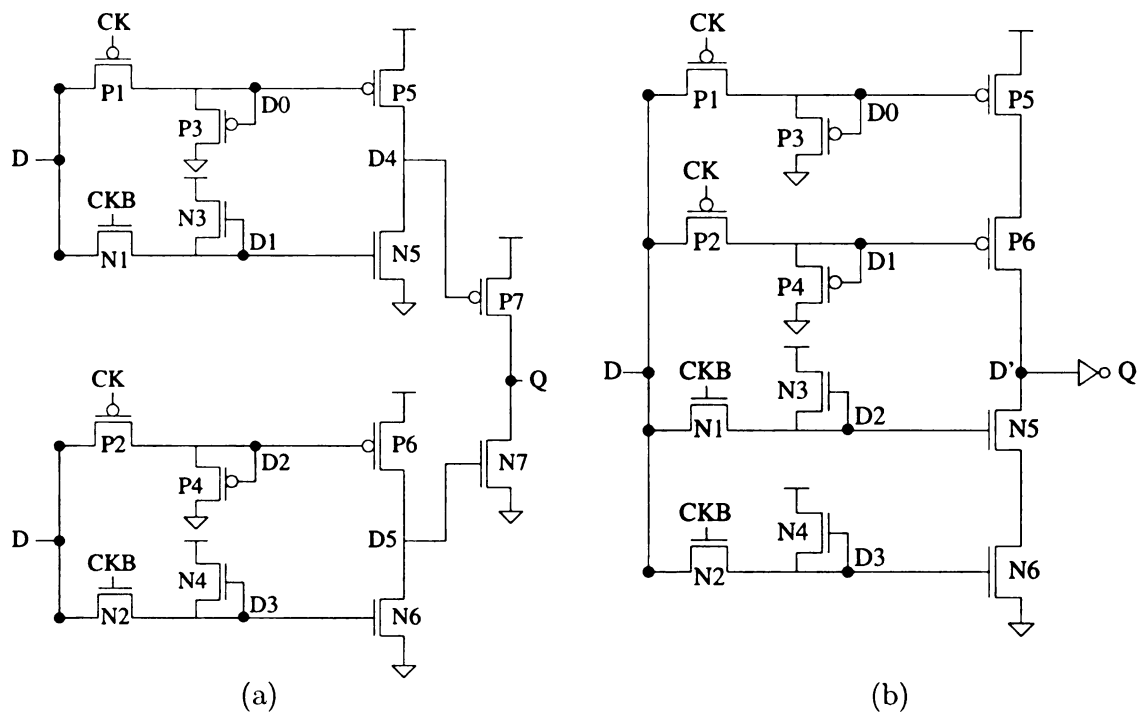 CK
P1
D0
P5
P3
D
D4
CKB
N3
N1
D1
N5
P7
Q
CK
P2
D2
P6
P4
N7
D
D5
CKB
N4
N2
D3
N6
(a)
CK
P1
D0
P5
P3
CK
P2
D1
P6
P4
D
CKB
N3
D'
Q
N1
D2
N5
CKB
N4
N2
D3
N6
(b)